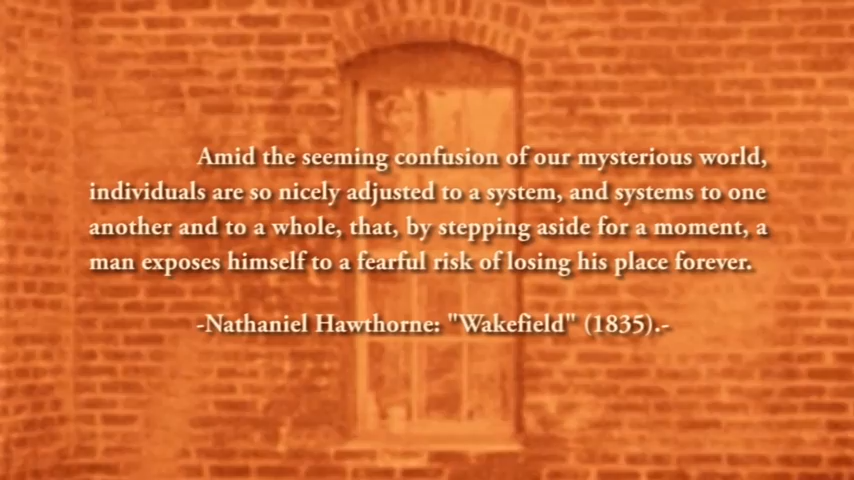 Amid the seeming confusion of our mysterious world,
individuals are so nicely adjusted to a system, and systems to one
another and to a whole, that, by stepping aside for a moment, a
man exposes himself to a fearful risk of losing his place forever.
-Nathaniel Hawthorne: "Wakefield" (1835).-